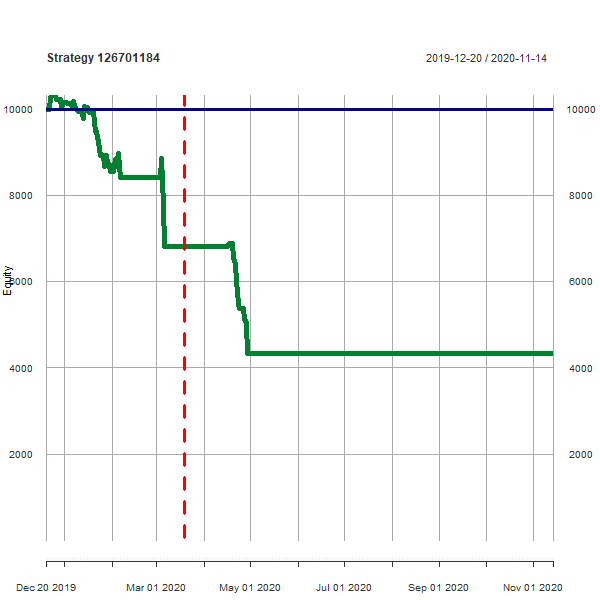 Strategy 126701184
2019-12-20 / 2020-11-14
10000
10000
8000
8000
Equity
6000
6000
4000
4000
2000
2000
Dec 20 2019
Mar 01 2020
May 01 2020
Jul 01 2020
Sep 01 2020
Nov 01 2020